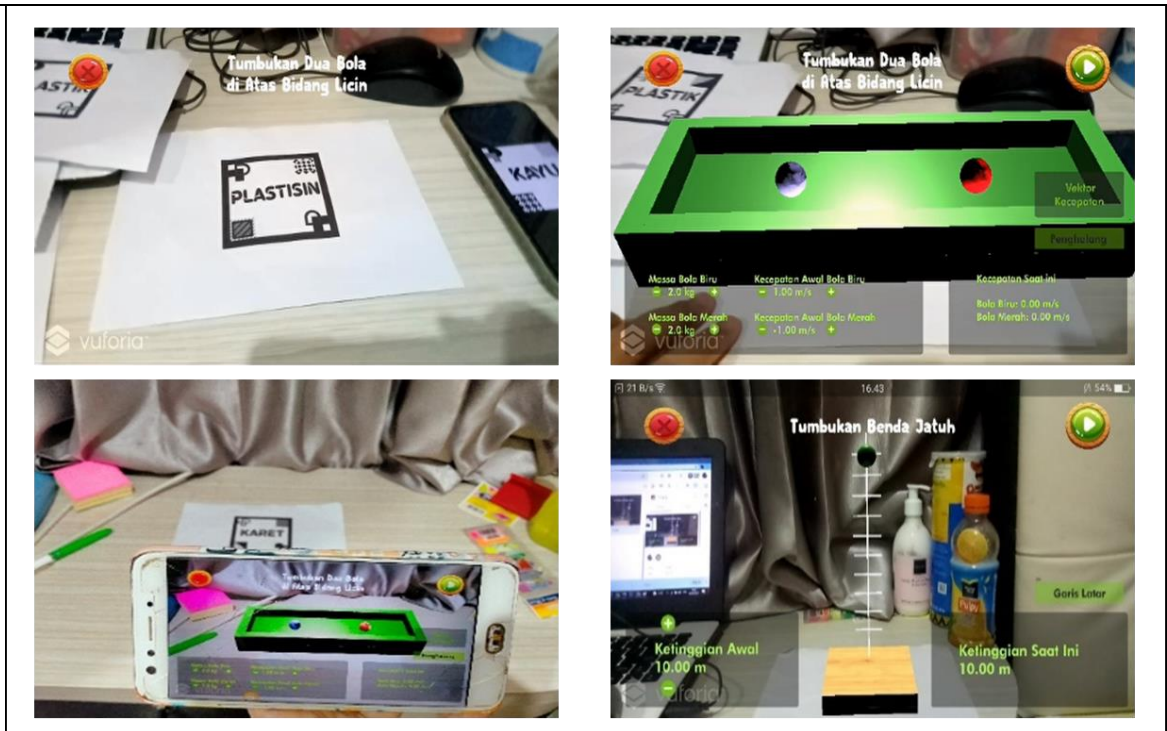 Tumbukan Dua Bola
di Atas Bidang Licin
PLASTISIN
KAYU
vuforia
Tumbukan Dua Bola
di Atas Bidang Licin
PLASTIK
Vektor
Kecepatan
Penghalang
Massa Bola Biru
2.0 kg
Kecepatan Awal Bola Biru
1.00 m/s
Massa Bola Merah
2.0 kg
Kecepatan Awal Bola Merah
-1.00 m/s
Kecepatan Saat ini
Bola Biru: 0.00 m/s
Bola Merah: 0.00 m/s
vuforia
KARET
Tumbukan Dua Bola
di Atas Bidang Licin
21 B/s
16.43
54%
Tumbukan Benda Jatuh
Garis Latar
Ketinggian Awal
10.00 m
Ketinggian Saat Ini
10.00 m
Pulpy
vuforia